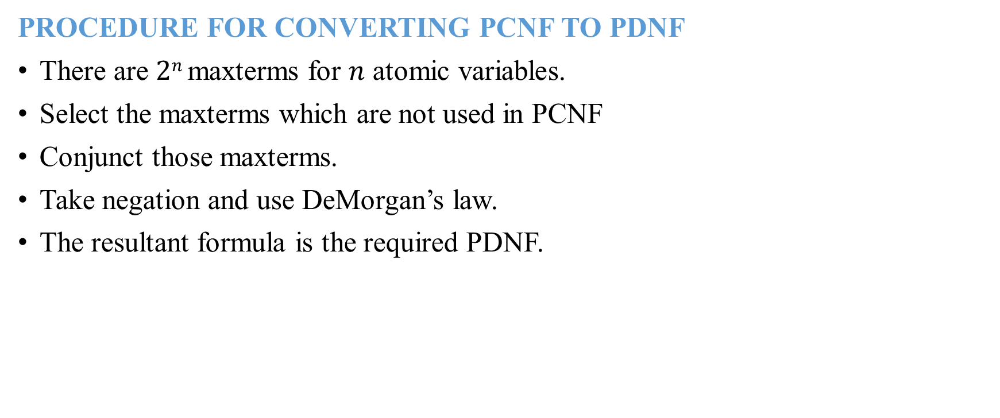 PROCEDURE FOR CONVERTING PCNF TO PDNF
• There are 2ⁿ maxterms for n atomic variables.
• Select the maxterms which are not used in PCNF
• Conjunct those maxterms.
• Take negation and use DeMorgan’s law.
• The resultant formula is the required PDNF.